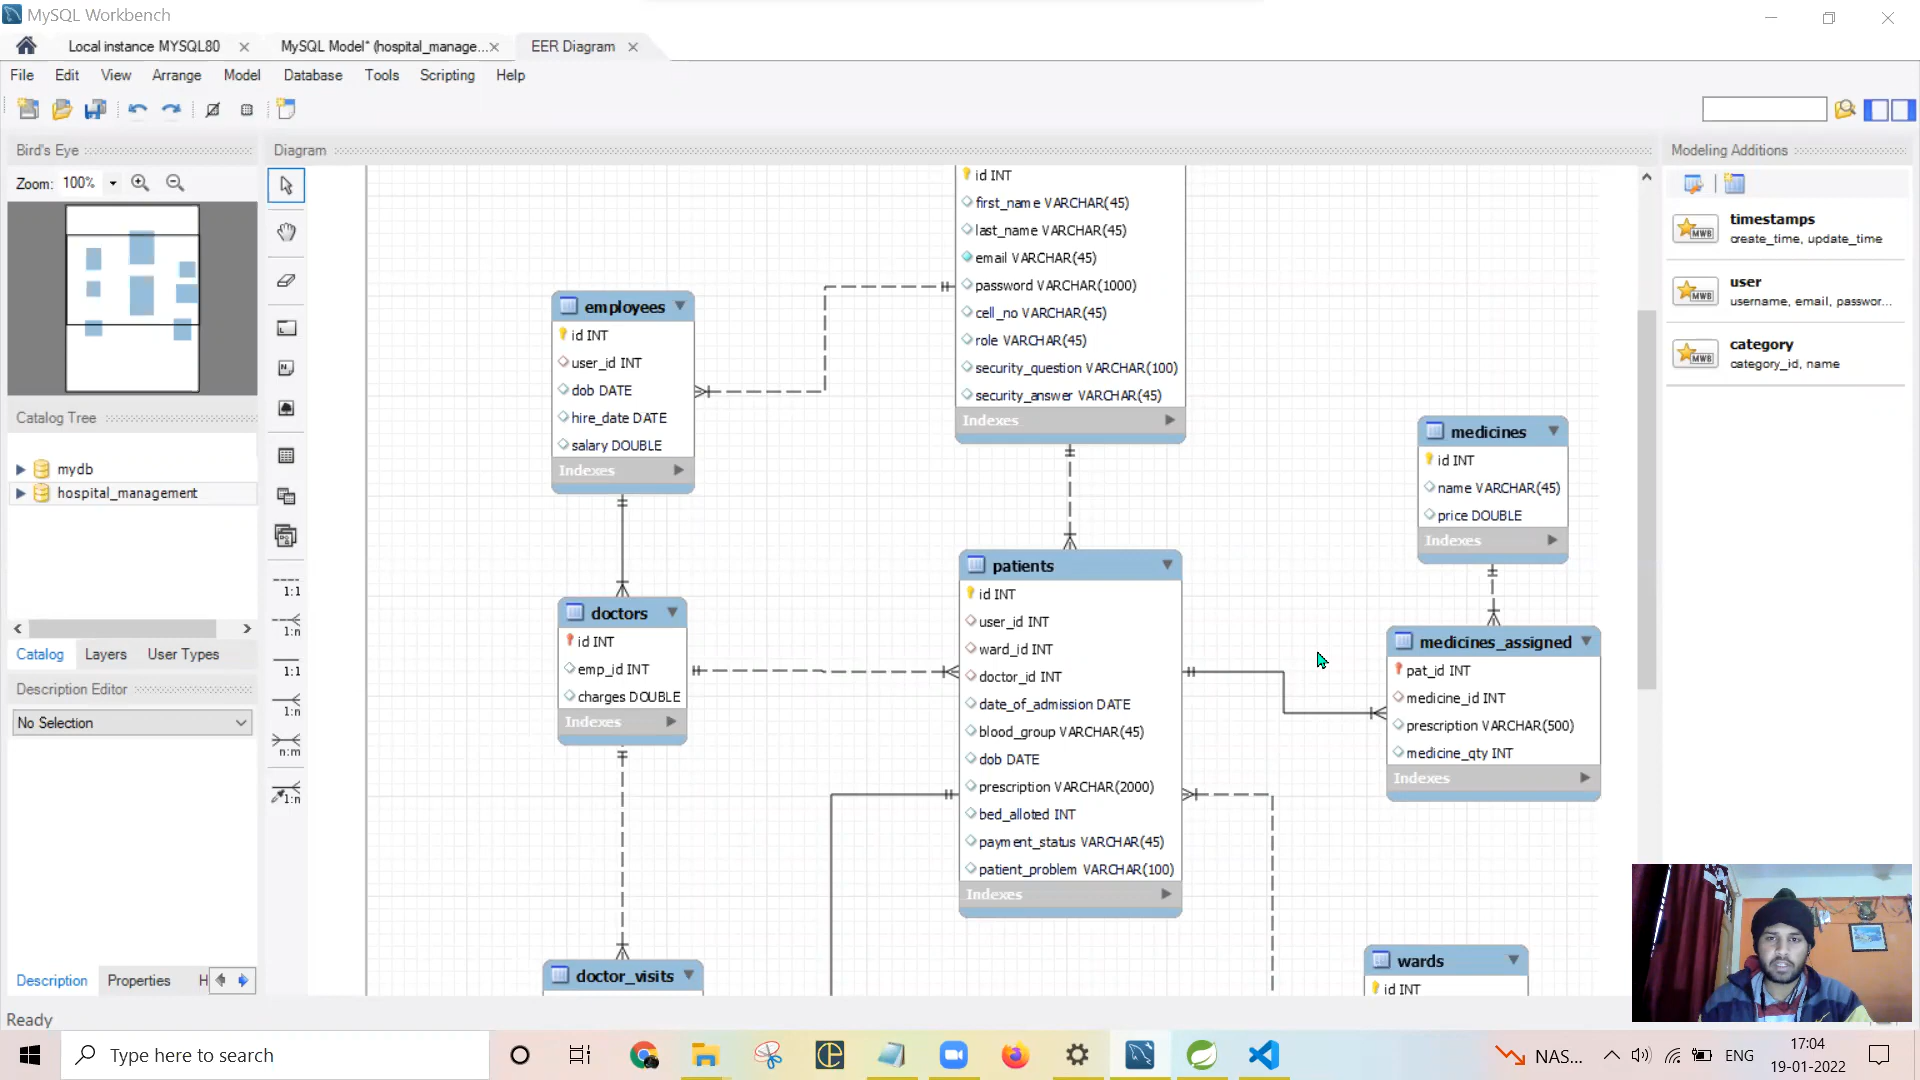 MySQL Workbench
Local instance MYSQL80
MySQL Model* (hospital_manage...
EER Diagram
File Edit View Arrange Model Database Tools Scripting Help
Bird's Eye
Zoom: 100%
Diagram
Modeling Additions
timestamps
create_time, update_time
user
username, email, passwor...
category
category_id, name
Catalog Tree
mydb
hospital_management
Catalog Layers User Types
Description Editor
No Selection
Description Properties H
1:1
1:n
1:1
1:n
n:m
1:n
id INT
first_name VARCHAR(45)
last_name VARCHAR(45)
email VARCHAR(45)
password VARCHAR(1000)
cell_no VARCHAR(45)
role VARCHAR(45)
security_question VARCHAR(100)
security_answer VARCHAR(45)
Indexes
employees
id INT
user_id INT
dob DATE
hire_date DATE
salary DOUBLE
Indexes
medicines
id INT
name VARCHAR(45)
price DOUBLE
Indexes
doctors
id INT
emp_id INT
charges DOUBLE
Indexes
patients
id INT
user_id INT
ward_id INT
doctor_id INT
date_of_admission DATE
blood_group VARCHAR(45)
dob DATE
prescription VARCHAR(2000)
bed_alloted INT
payment_status VARCHAR(45)
patient_problem VARCHAR(100)
Indexes
medicines_assigned
pat_id INT
medicine_id INT
prescription VARCHAR(500)
medicine_qty INT
Indexes
doctor_visits
wards
id INT
Ready
Type here to search
NAS...
ENG
17:04
19-01-2022